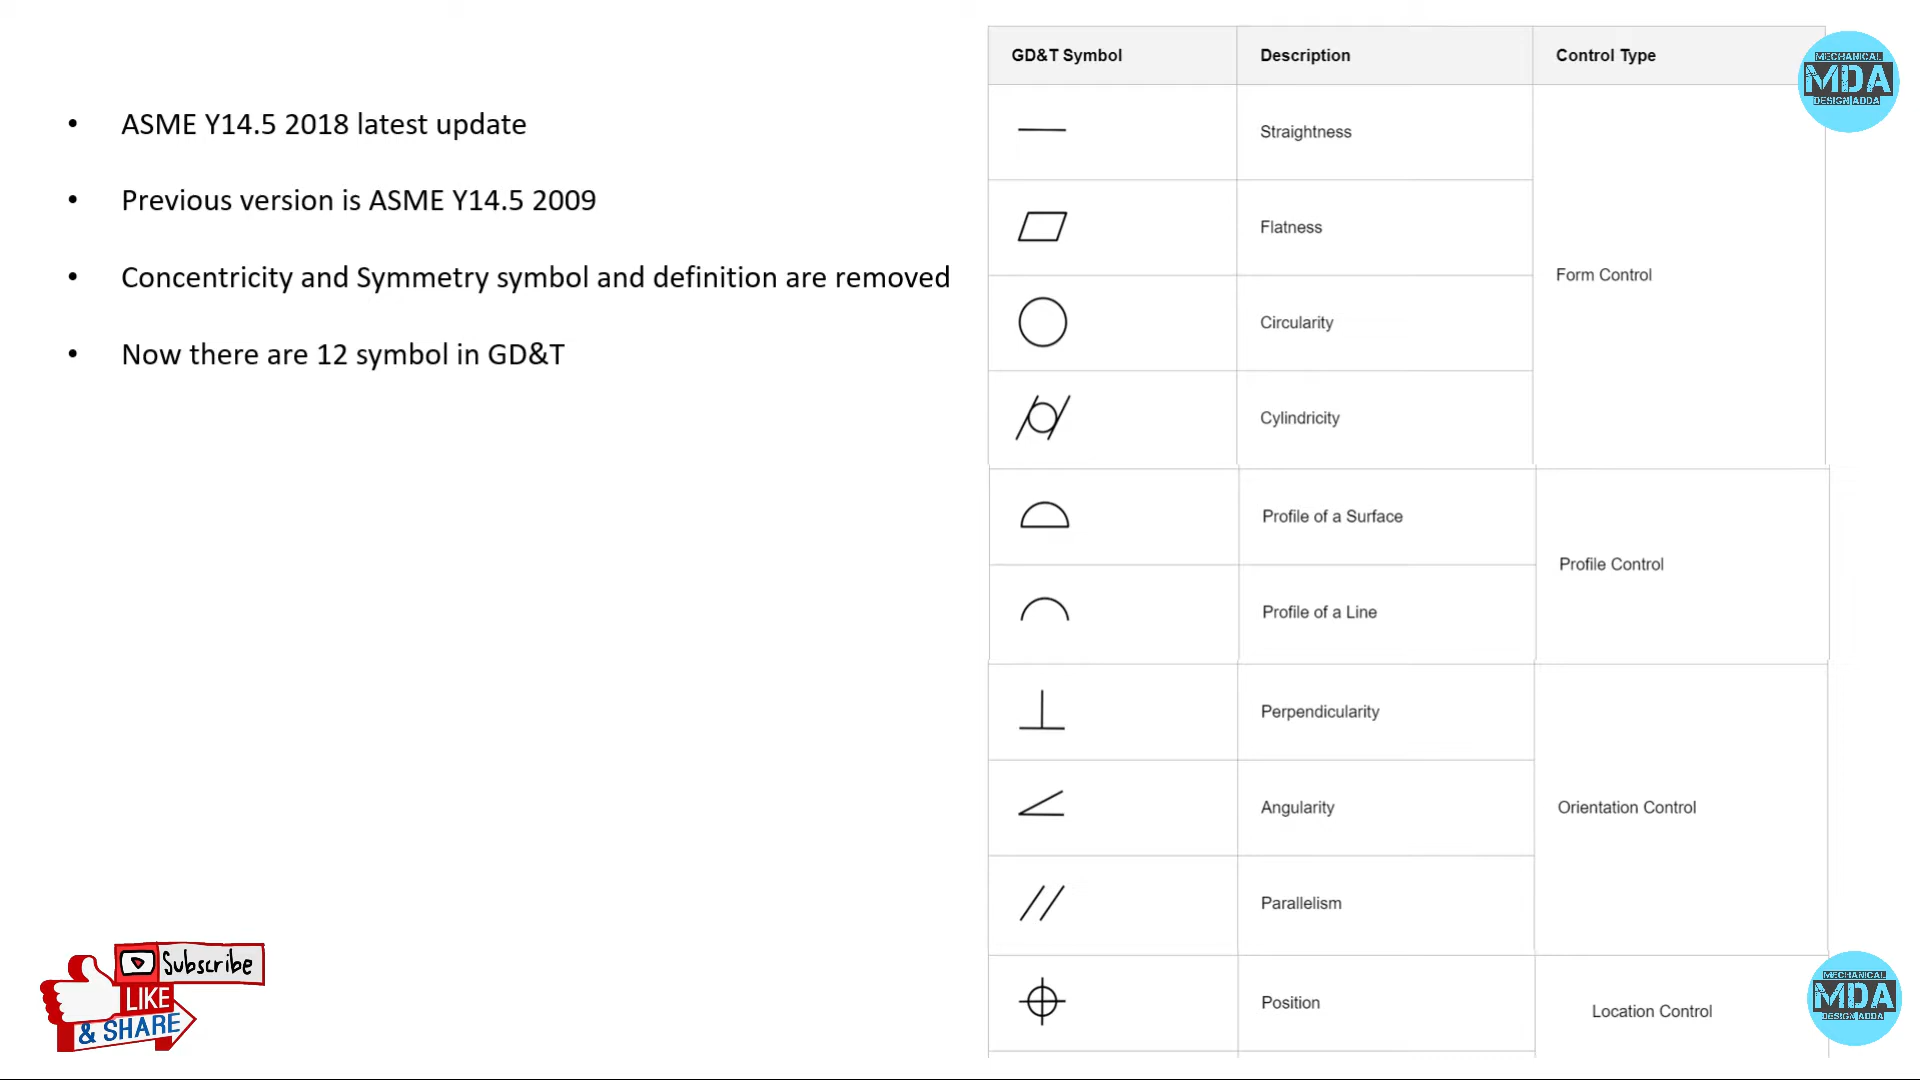 • ASME Y14.5 2018 latest update
• Previous version is ASME Y14.5 2009
• Concentricity and Symmetry symbol and definition are removed
• Now there are 12 symbol in GD&T
GD&T Symbol Description Control Type
Straightness
Flatness
Form Control
Circularity
Cylindricity
Profile of a Surface
Profile Control
Profile of a Line
Perpendicularity
Angularity Orientation Control
Parallelism
Position Location Control
MECHANICAL
MDA
DESIGN ADDA
Subscribe
LIKE
& SHARE
MECHANICAL
MDA
DESIGN ADDA